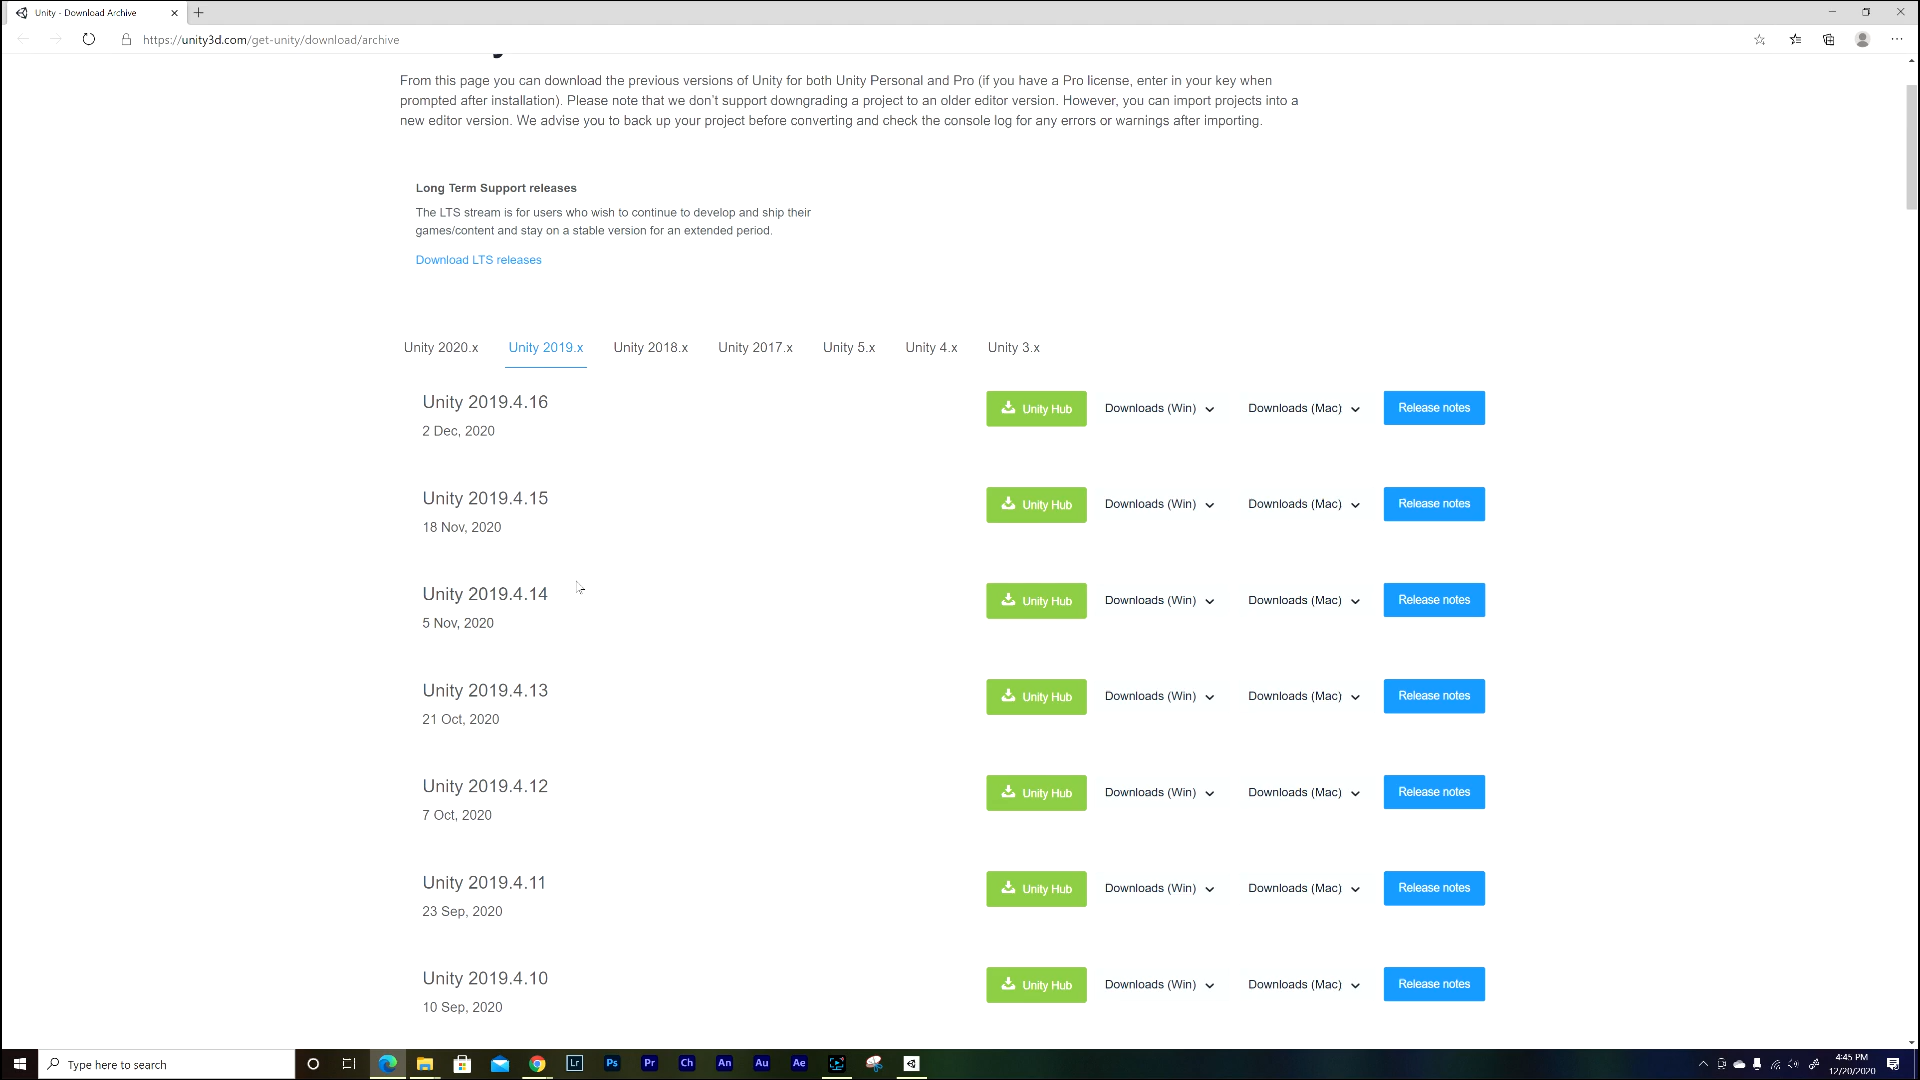 Unity - Download Archive
https://unity3d.com/get-unity/download/archive
From this page you can download the previous versions of Unity for both Unity Personal and Pro (if you have a Pro license, enter in your key when
prompted after installation). Please note that we don't support downgrading a project to an older editor version. However, you can import projects into a
new editor version. We advise you to back up your project before converting and check the console log for any errors or warnings after importing.
Long Term Support releases
The LTS stream is for users who wish to continue to develop and ship their
games/content and stay on a stable version for an extended period.
Download LTS releases
Unity 2020.x Unity 2019.x Unity 2018.x Unity 2017.x Unity 5.x Unity 4.x Unity 3.x
Unity 2019.4.16 Unity Hub Downloads (Win) Downloads (Mac) Release notes
2 Dec, 2020
Unity 2019.4.15 Unity Hub Downloads (Win) Downloads (Mac) Release notes
18 Nov, 2020
Unity 2019.4.14 Unity Hub Downloads (Win) Downloads (Mac) Release notes
5 Nov, 2020
Unity 2019.4.13 Unity Hub Downloads (Win) Downloads (Mac) Release notes
21 Oct, 2020
Unity 2019.4.12 Unity Hub Downloads (Win) Downloads (Mac) Release notes
7 Oct, 2020
Unity 2019.4.11 Unity Hub Downloads (Win) Downloads (Mac) Release notes
23 Sep, 2020
Unity 2019.4.10 Unity Hub Downloads (Win) Downloads (Mac) Release notes
10 Sep, 2020
Type here to search Lr Ps Pr Ch An Au Ae 4:45 PM
12/20/2020